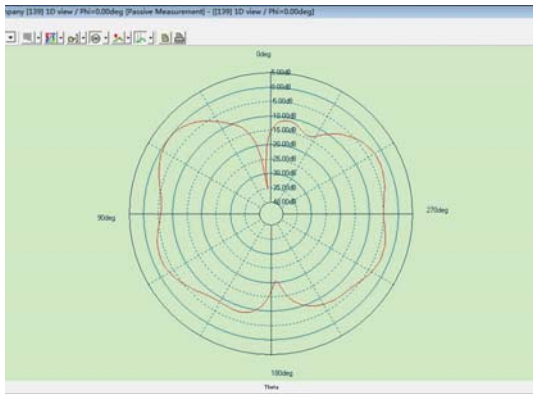 mpany [139] 1D view / Phi=0.00deg [Passive Measurement] - [[139] 1D view / Phi=0.00deg]
0deg
0.00dB
-5.00dB
-10.00dB
-15.00dB
-20.00dB
-25.00dB
-30.00dB
-35.00dB
-40.00dB
90deg
270deg
180deg
Theta